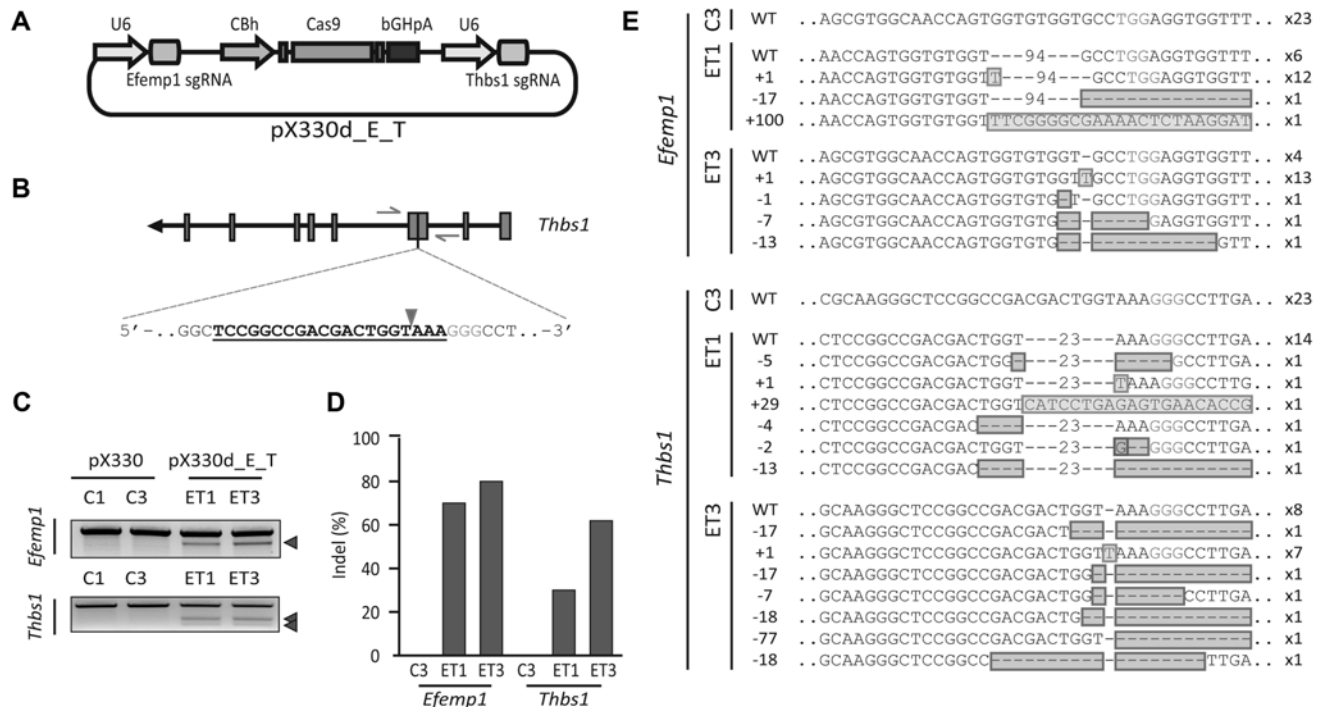 A
U6
CBh
Cas9
bGHpA
U6
Efemp1 sgRNA
Thbs1 sgRNA
pX330d_E_T
B
Thbs1
5'-..GGCTCCGGCCGACGACTGGTAAAGGGCCT...-3'
C
pX330 pX330d_E_T
C1 C3 ET1 ET3
Efemp1
C1 C3 ET1 ET3
Thbs1
D
Indel (%)
100
80
60
40
20
0
C3 ET1 ET3 C3 ET1 ET3
Efemp1 Thbs1
E
Efemp1
C3
WT ..AGCGTGGCAACCAGTGGTGTGGTGCCTGGAGGTGGTTT.. x23
ET1
WT ..AACCAGTGGTGTGGT---94---GCCTGGAGGTGGTT.. x6
+1 ..AACCAGTGGTGTGGTT--94---GCCTGGAGGTGGTT.. x12
-17 ..AACCAGTGGTGTGGT---94------------------.. x1
+100 ..AACCAGTGGTGTGGTTTCGGGGCGAAAACTCTAAGGAT.. x1
ET3
WT ..AGCGTGGCAACCAGTGGTGTGGT-GCCTGGAGGTGGTT.. x4
+1 ..AGCGTGGCAACCAGTGGTGTGGTTGCCTGGAGGTGGTT.. x13
-1 ..AGCGTGGCAACCAGTGGTGTG-T-GCCTGGAGGTGGTT.. x1
-7 ..AGCGTGGCAACCAGTGGTGTG--------GAGGTGGTT.. x1
-13 ..AGCGTGGCAACCAGTGGTGTG--------------GTT.. x1
Thbs1
C3
WT ..CGCAAGGGCTCCGGCCGACGACTGGTAAAGGGCCTTGA.. x23
ET1
WT ..CTCCGGCCGACGACTGGT---23---AAAGGGCCTTGA.. x14
-5 ..CTCCGGCCGACGACTGG----23--------GCCTTGA.. x1
+1 ..CTCCGGCCGACGACTGGT---23---TAAAGGGCCTTG.. x1
+29 ..CTCCGGCCGACGACTGGTCATCCTGAGAGTGAACACCG.. x1
-4 ..CTCCGGCCGACGAC-------23---AAAGGGCCTTGA.. x1
-2 ..CTCCGGCCGACGACTGGT---23---G--GGGCCTTGA.. x1
-13 ..CTCCGGCCGACGAC-------23---------------.. x1
ET3
WT ..GCAAGGGCTCCGGCCGACGACTGGT-AAAGGGCCTTGA.. x8
-17 ..GCAAGGGCTCCGGCCGACGACT----------------.. x1
+1 ..GCAAGGGCTCCGGCCGACGACTGGTTAAAGGGCCTTGA.. x7
-17 ..GCAAGGGCTCCGGCCGACGACTGG--------------.. x1
-7 ..GCAAGGGCTCCGGCCGACGACTGG--------CCTTGA.. x1
-18 ..GCAAGGGCTCCGGCCGACGACTG---------------.. x1
-77 ..GCAAGGGCTCCGGCCGACGACTGGT-------------.. x1
-18 ..GCAAGGGCTCCGGCC-------------------TTGA.. x1